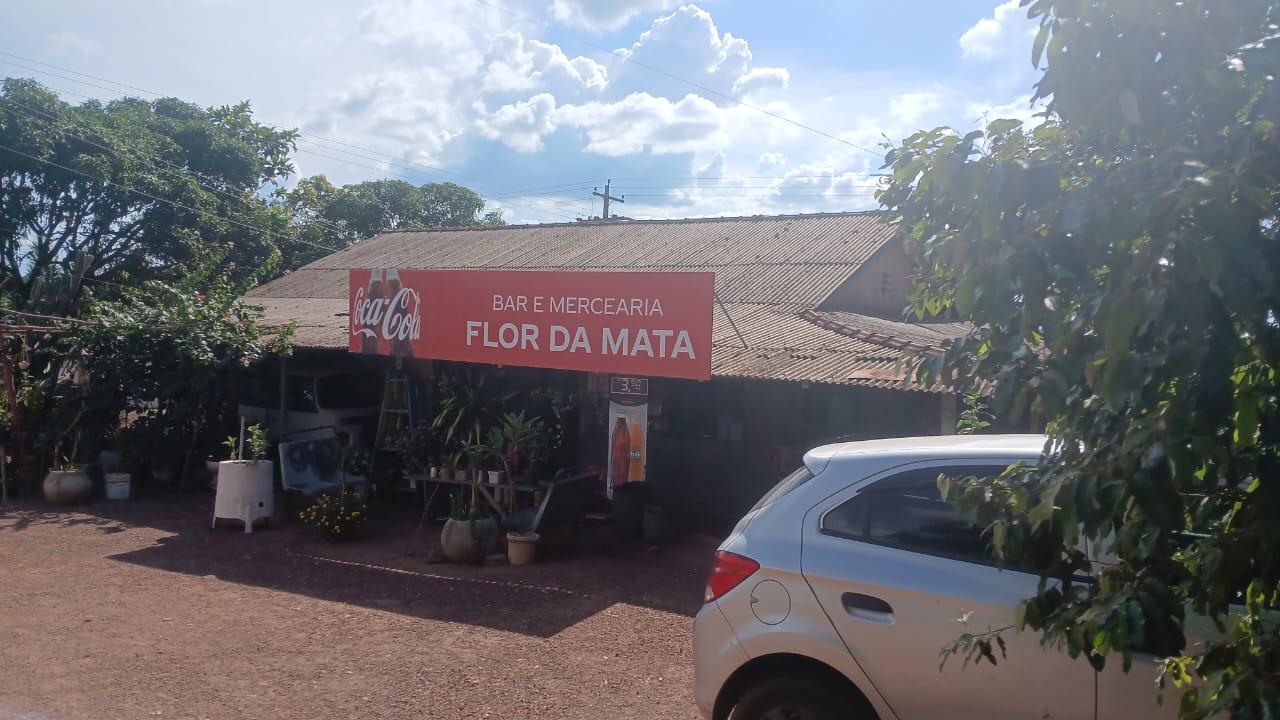 Coca-Cola
BAR E MERCEARIA
FLOR DA MATA
3,50